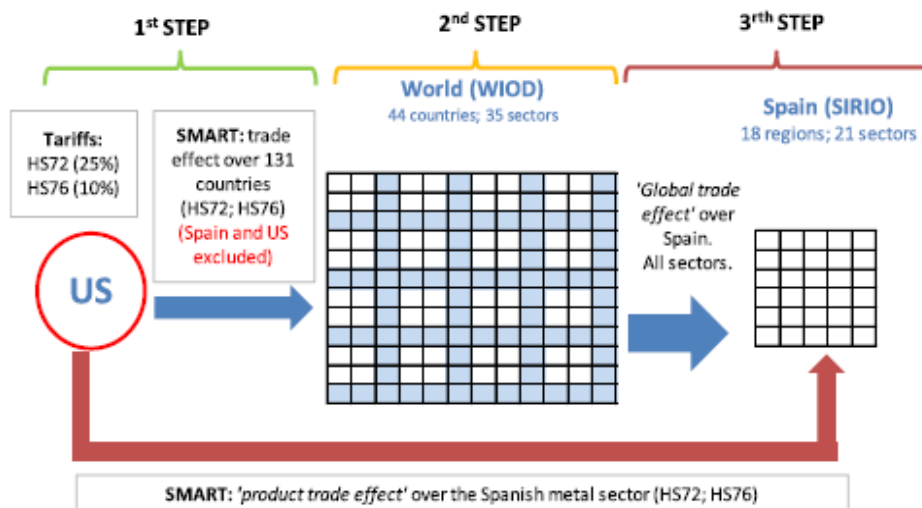 1st STEP
2nd STEP
3rth STEP
Tariffs:
HS72 (25%)
HS76 (10%)
SMART: trade
effect over 131
countries
(HS72; HS76)
(Spain and US
excluded)
US
World (WIOD)
44 countries; 35 sectors
'Global trade
effect' over
Spain.
All sectors.
Spain (SIRIO)
18 regions; 21 sectors
SMART: 'product trade effect' over the Spanish metal sector (HS72; HS76)